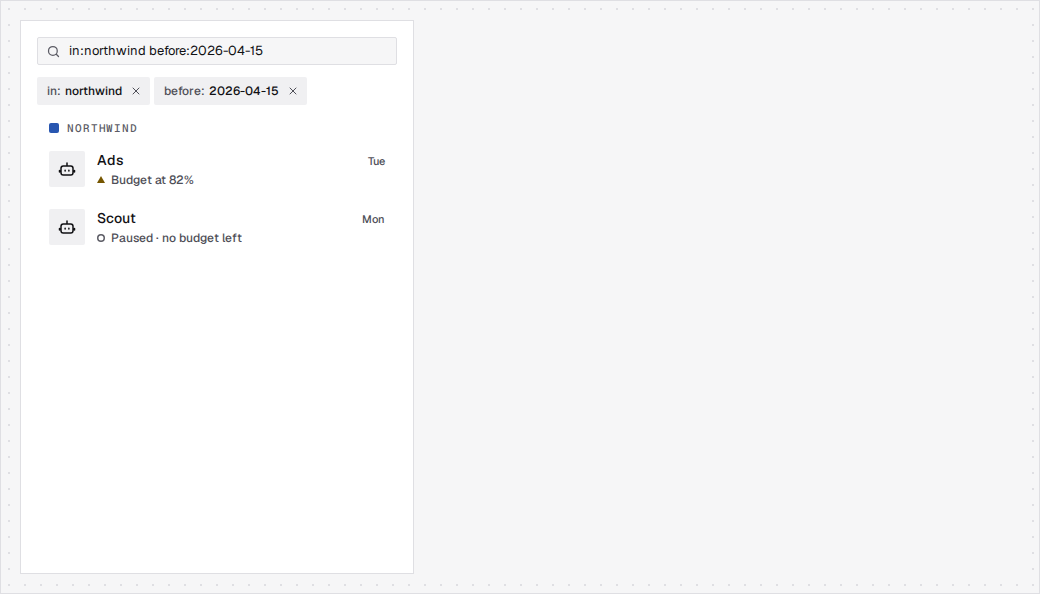 in:northwind before:2026-04-15
in: northwind before: 2026-04-15
NORTHWIND
Ads Tue
Budget at 82%
Scout Mon
Paused · no budget left